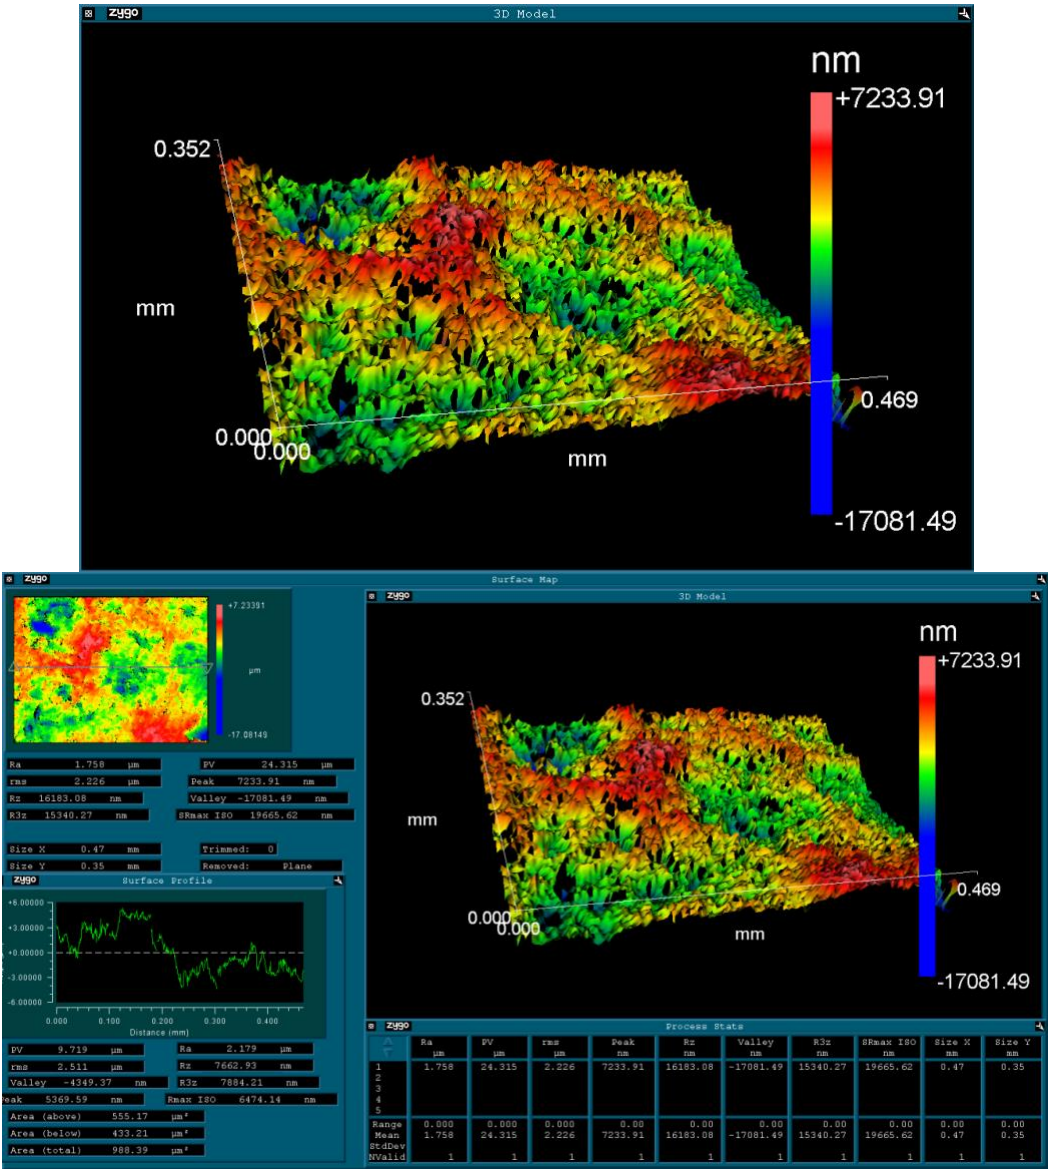 zygo 3D Model
nm
+7233.91
0.352
mm
0.469
0.000
0.000
mm
-17081.49
zygo Surface Map
+7.23391
µm
-17.08149
Ra 1.758 µm PV 24.315 µm
rms 2.226 µm Peak 7233.91 nm
Rz 16183.08 nm Valley -17081.49 nm
R3z 15340.27 nm SRmax ISO 19665.62 nm
Size X 0.47 mm Trimmed: 0
Size Y 0.35 mm Removed: Plane
zygo Surface Profile
+6.00000
+3.00000
+0.00000
-3.00000
-6.00000
0.000 0.100 0.200 0.300 0.400
Distance (mm)
PV 9.719 µm Ra 2.179 µm
rms 2.511 µm Rz 7662.93 nm
Valley -4349.37 nm R3z 7884.21 nm
Peak 5369.59 nm Rmax ISO 6474.14 nm
Area (above) 555.17 µm²
Area (below) 433.21 µm²
Area (total) 988.39 µm²
zygo 3D Model
nm
+7233.91
0.352
mm
0.469
0.000
0.000
mm
-17081.49
zygo Process Stats
Ra PV rms Peak Rz Valley R3z SRmax ISO Size X Size Y
µm µm µm nm nm nm nm nm mm mm
1 1.758 24.315 2.226 7233.91 16183.08 -17081.49 15340.27 19665.62 0.47 0.35
2
3
4
5
Range 0.000 0.000 0.000 0.00 0.00 0.00 0.00 0.00 0.00 0.00
Mean 1.758 24.315 2.226 7233.91 16183.08 -17081.49 15340.27 19665.62 0.47 0.35
StdDev
NValid 1 1 1 1 1 1 1 1 1 1